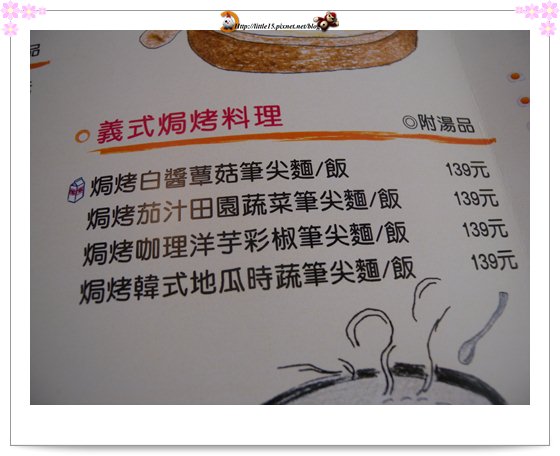 http://little15.pixnet.net/blog
品
義式焗烤料理 ◎附湯品
焗烤白醬蕈菇筆尖麵/飯 139元
焗烤茄汁田園蔬菜筆尖麵/飯 139元
焗烤咖哩洋芋彩椒筆尖麵/飯 139元
焗烤韓式地瓜時蔬筆尖麵/飯 139元